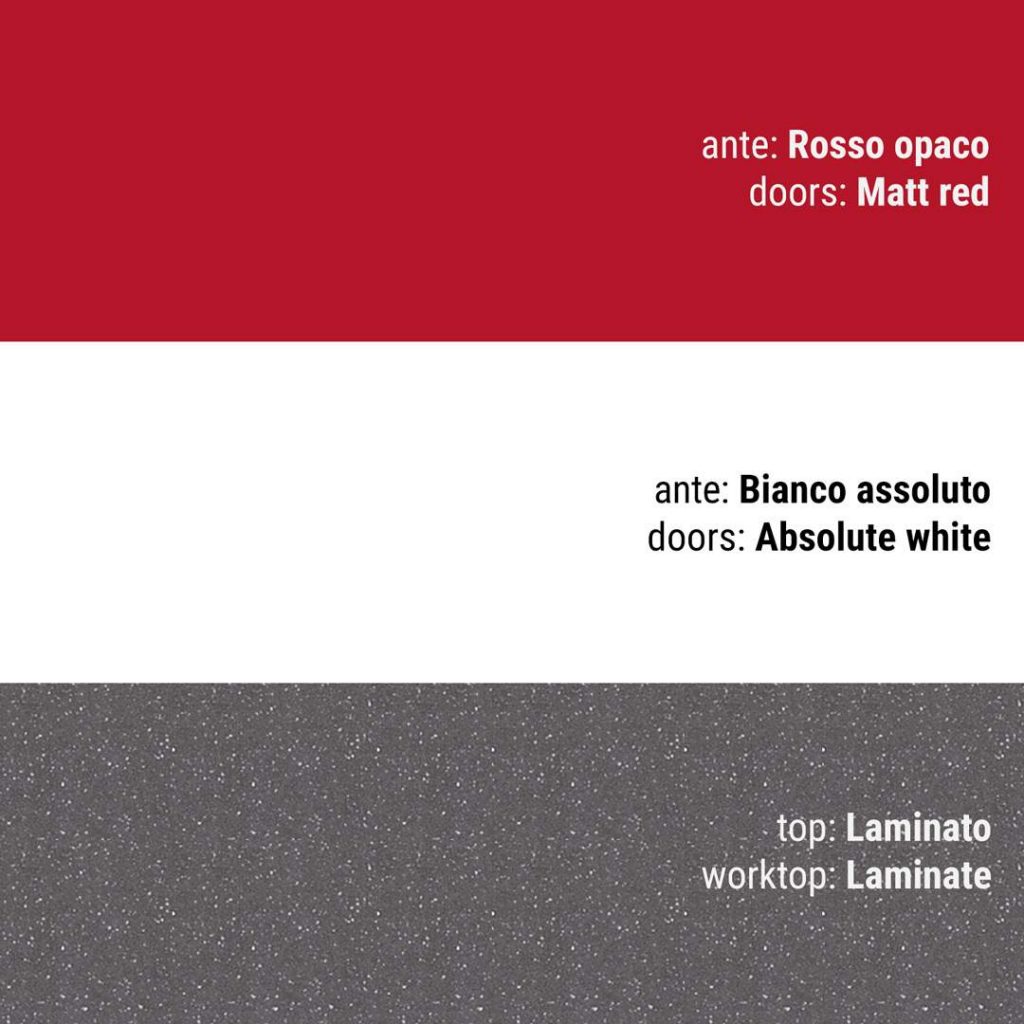 ante: Rosso opaco
doors: Matt red
ante: Bianco assoluto
doors: Absolute white
top: Laminato
worktop: Laminate